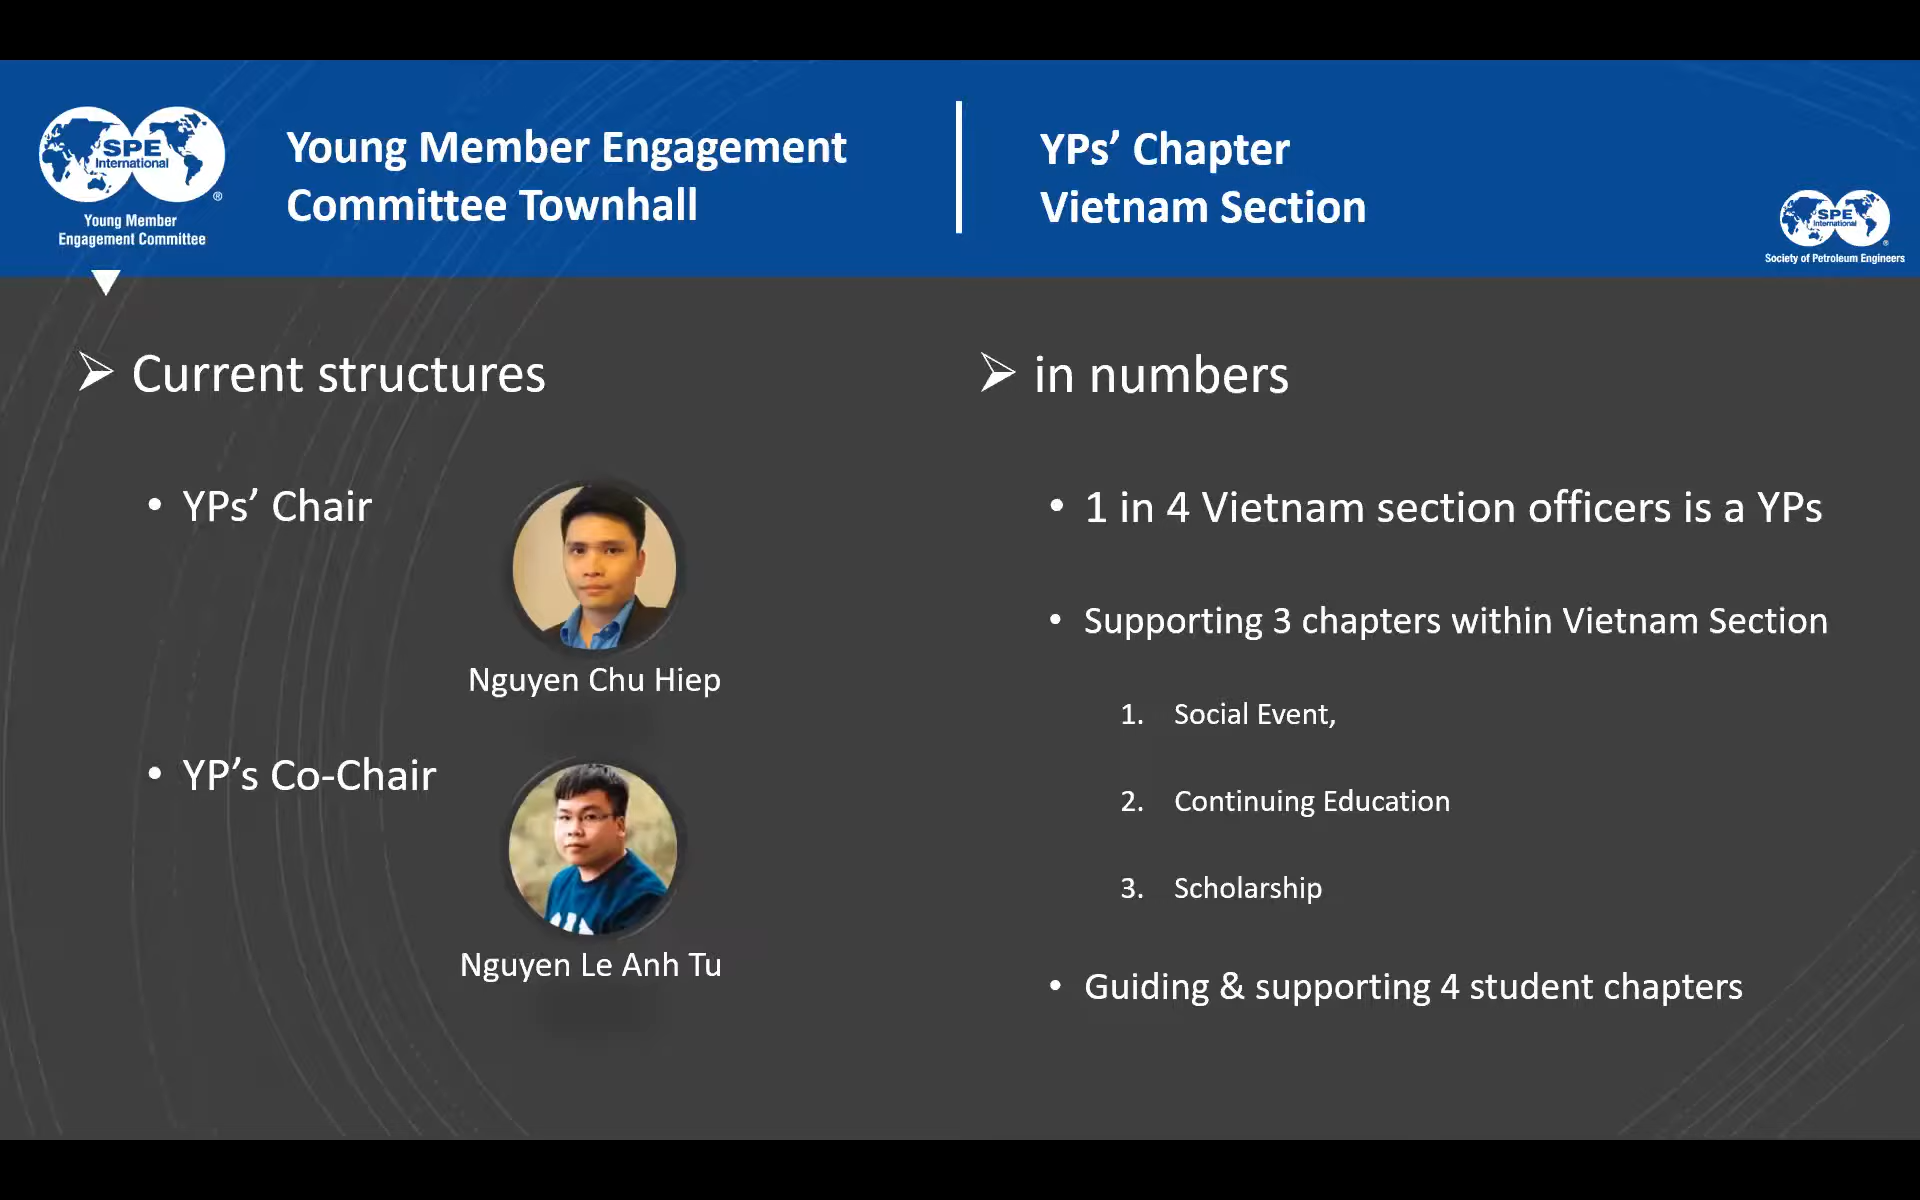 SPE
International
®
Young Member
Engagement Committee
Young Member Engagement
Committee Townhall
YPs’ Chapter
Vietnam Section
SPE
International
®
Society of Petroleum Engineers
➢ Current structures
• YPs’ Chair
Nguyen Chu Hiep
• YP’s Co-Chair
Nguyen Le Anh Tu
➢ in numbers
• 1 in 4 Vietnam section officers is a YPs
• Supporting 3 chapters within Vietnam Section
1. Social Event,
2. Continuing Education
3. Scholarship
• Guiding & supporting 4 student chapters